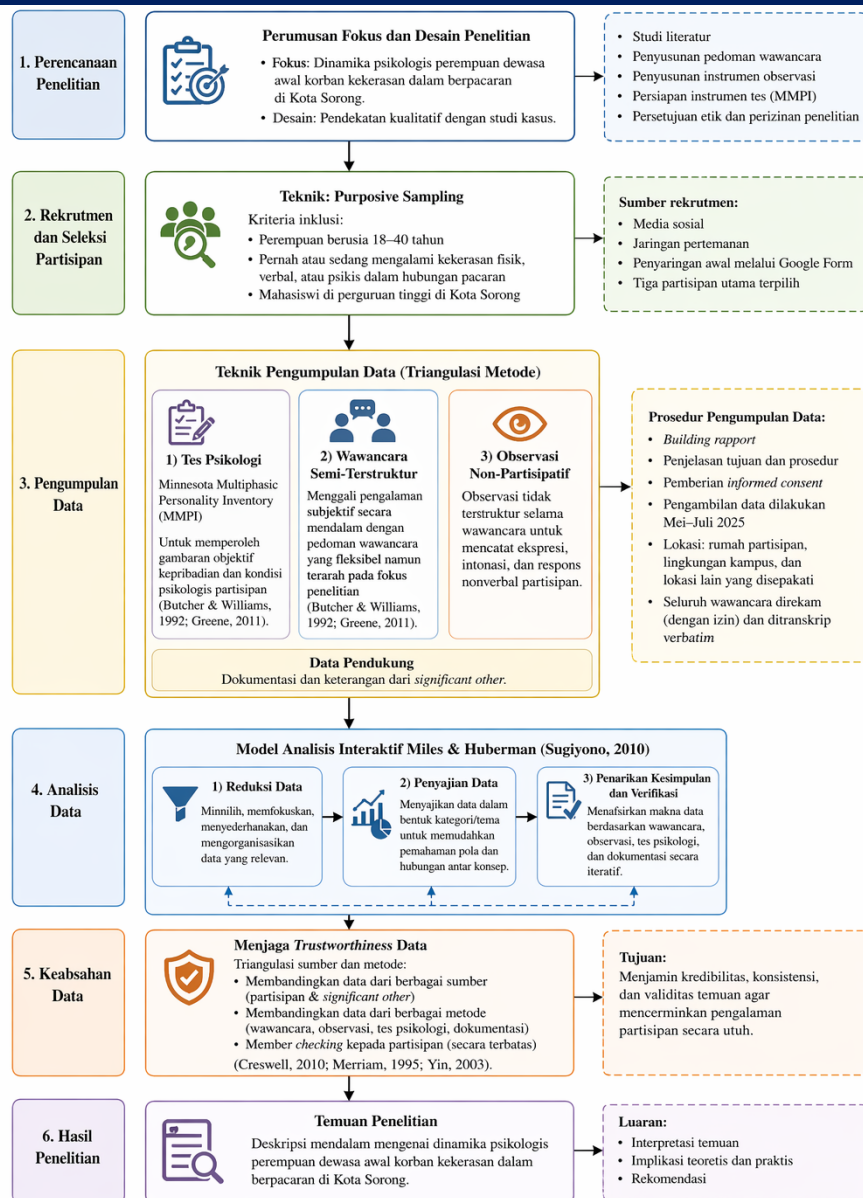 1. Perencanaan
Penelitian
Perumusan Fokus dan Desain Penelitian
• Fokus: Dinamika psikologis perempuan dewasa
awal korban kekerasan dalam berpacaran
di Kota Sorong.
• Desain: Pendekatan kualitatif dengan studi kasus.
• Studi literatur
• Penyusunan pedoman wawancara
• Penyusunan instrumen observasi
• Persiapan instrumen tes (MMPI)
• Persetujuan etik dan perizinan penelitian
2. Rekrutmen
dan Seleksi
Partisipan
Teknik: Purposive Sampling
Kriteria inklusi:
• Perempuan berusia 18–40 tahun
• Pernah atau sedang mengalami kekerasan fisik,
verbal, atau psikis dalam hubungan pacaran
• Mahasiswi di perguruan tinggi di Kota Sorong
Sumber rekrutmen:
• Media sosial
• Jaringan pertemanan
• Penyaringan awal melalui Google Form
• Tiga partisipan utama terpilih
3. Pengumpulan
Data
Teknik Pengumpulan Data (Triangulasi Metode)
1) Tes Psikologi
Minnesota Multiphasic
Personality Inventory
(MMPI)
Untuk memperoleh
gambaran objektif
kepribadian dan kondisi
psikologis partisipan
(Butcher & Williams,
1992; Greene, 2011).
2) Wawancara
Semi-Terstruktur
Menggali pengalaman
subjektif secara
mendalam dengan
pedoman wawancara
yang fleksibel namun
terarah pada fokus
penelitian
(Butcher & Williams,
1992; Greene, 2011).
3) Observasi
Non-Partisipatif
Observasi tidak
terstruktur selama
wawancara untuk
mencatat ekspresi,
intonasi, dan respons
nonverbal partisipan.
Data Pendukung
Dokumentasi dan keterangan dari significant other.
Prosedur Pengumpulan Data:
• Building rapport
• Penjelasan tujuan dan prosedur
• Pemberian informed consent
• Pengambilan data dilakukan
Mei–Juli 2025
• Lokasi: rumah partisipan,
lingkungan kampus, dan
lokasi lain yang disepakati
• Seluruh wawancara direkam
(dengan izin) dan ditranskrip
verbatim
4. Analisis
Data
Model Analisis Interaktif Miles & Huberman (Sugiyono, 2010)
1) Reduksi Data
Minnilih, memfokuskan,
menyederhanakan, dan
mengorganisasikan
data yang relevan.
2) Penyajian Data
Menyajikan data dalam
bentuk kategori/tema
untuk memudahkan
pemahaman pola dan
hubungan antar konsep.
3) Penarikan Kesimpulan
dan Verifikasi
Menafsirkan makna data
berdasarkan wawancara,
observasi, tes psikologi,
dan dokumentasi secara
iteratif.
5. Keabsahan
Data
Menjaga Trustworthiness Data
Triangulasi sumber dan metode:
• Membandingkan data dari berbagai sumber
(partisipan & significant other)
• Membandingkan data dari berbagai metode
(wawancara, observasi, tes psikologi, dokumentasi)
• Member checking kepada partisipan (secara terbatas)
(Creswell, 2010; Merriam, 1995; Yin, 2003).
Tujuan:
Menjamin kredibilitas, konsistensi,
dan validitas temuan agar
mencerminkan pengalaman
partisipan secara utuh.
6. Hasil
Penelitian
Temuan Penelitian
Deskripsi mendalam mengenai dinamika psikologis
perempuan dewasa awal korban kekerasan dalam
berpacaran di Kota Sorong.
Luaran:
• Interpretasi temuan
• Implikasi teoretis dan praktis
• Rekomendasi